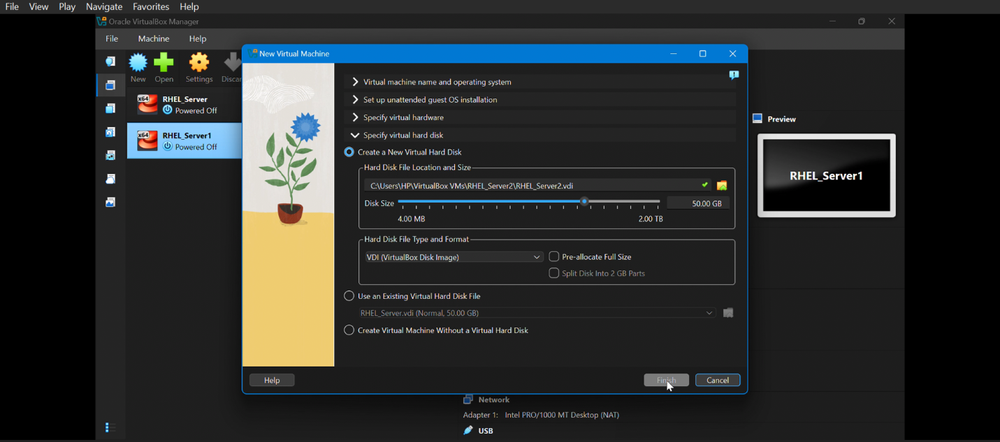 File View Play Navigate Favorites Help
Oracle VirtualBox Manager
File Machine Help
New Open Settings Discar
x64 RHEL_Server
Powered Off
x64 RHEL_Server1
Powered Off
New Virtual Machine
Virtual machine name and operating system
Set up unattended guest OS installation
Specify virtual hardware
Specify virtual hard disk
Create a New Virtual Hard Disk
Hard Disk File Location and Size
C:\Users\HP\VirtualBox VMs\RHEL_Server2\RHEL_Server2.vdi
Disk Size 50.00 GB
4.00 MB 2.00 TB
Hard Disk File Type and Format
VDI (VirtualBox Disk Image) Pre-allocate Full Size
Split Disk Into 2 GB Parts
Use an Existing Virtual Hard Disk File
RHEL_Server.vdi (Normal, 50.00 GB)
Create Virtual Machine Without a Virtual Hard Disk
Help Finish Cancel
Preview
RHEL_Server1
Network
Adapter 1: Intel PRO/1000 MT Desktop (NAT)
USB